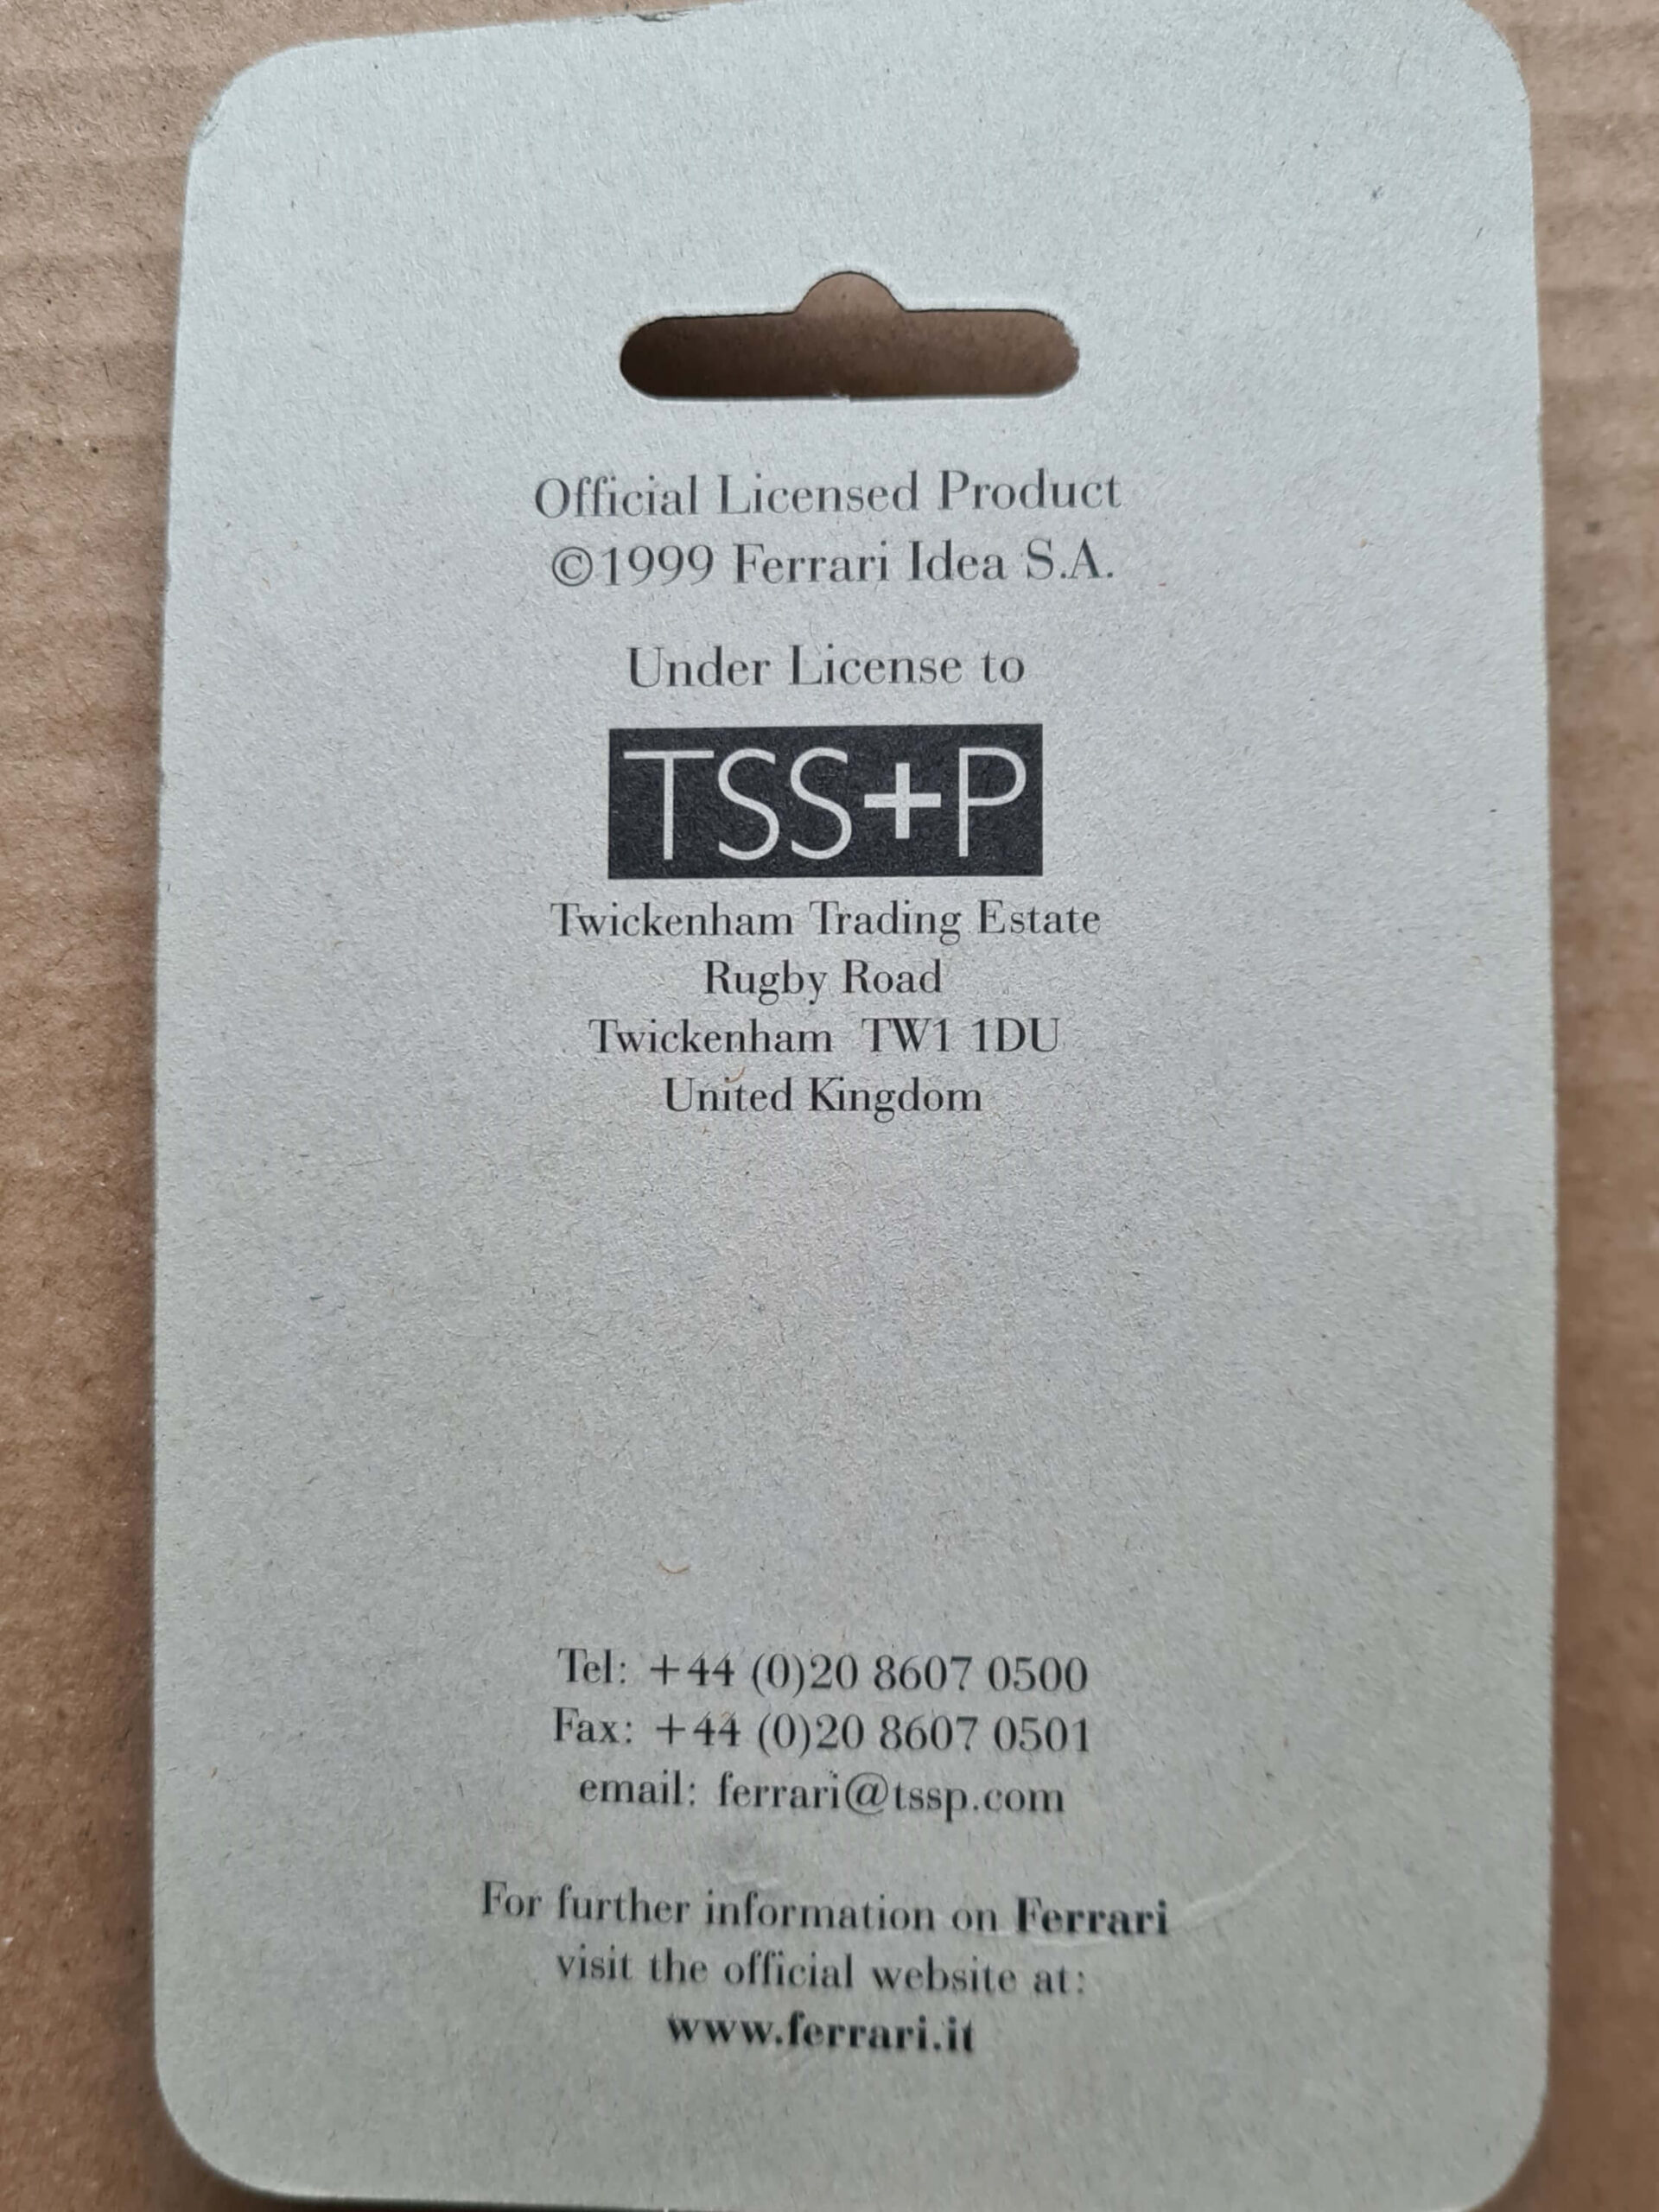 Official Licensed Product
©1999 Ferrari Idea S.A.
Under License to
TSS+P
Twickenham Trading Estate
Rugby Road
Twickenham TW1 1DU
United Kingdom
Tel: +44 (0)20 8607 0500
Fax: +44 (0)20 8607 0501
email: ferrari@tssp.com
For further information on Ferrari
visit the official website at:
www.ferrari.it